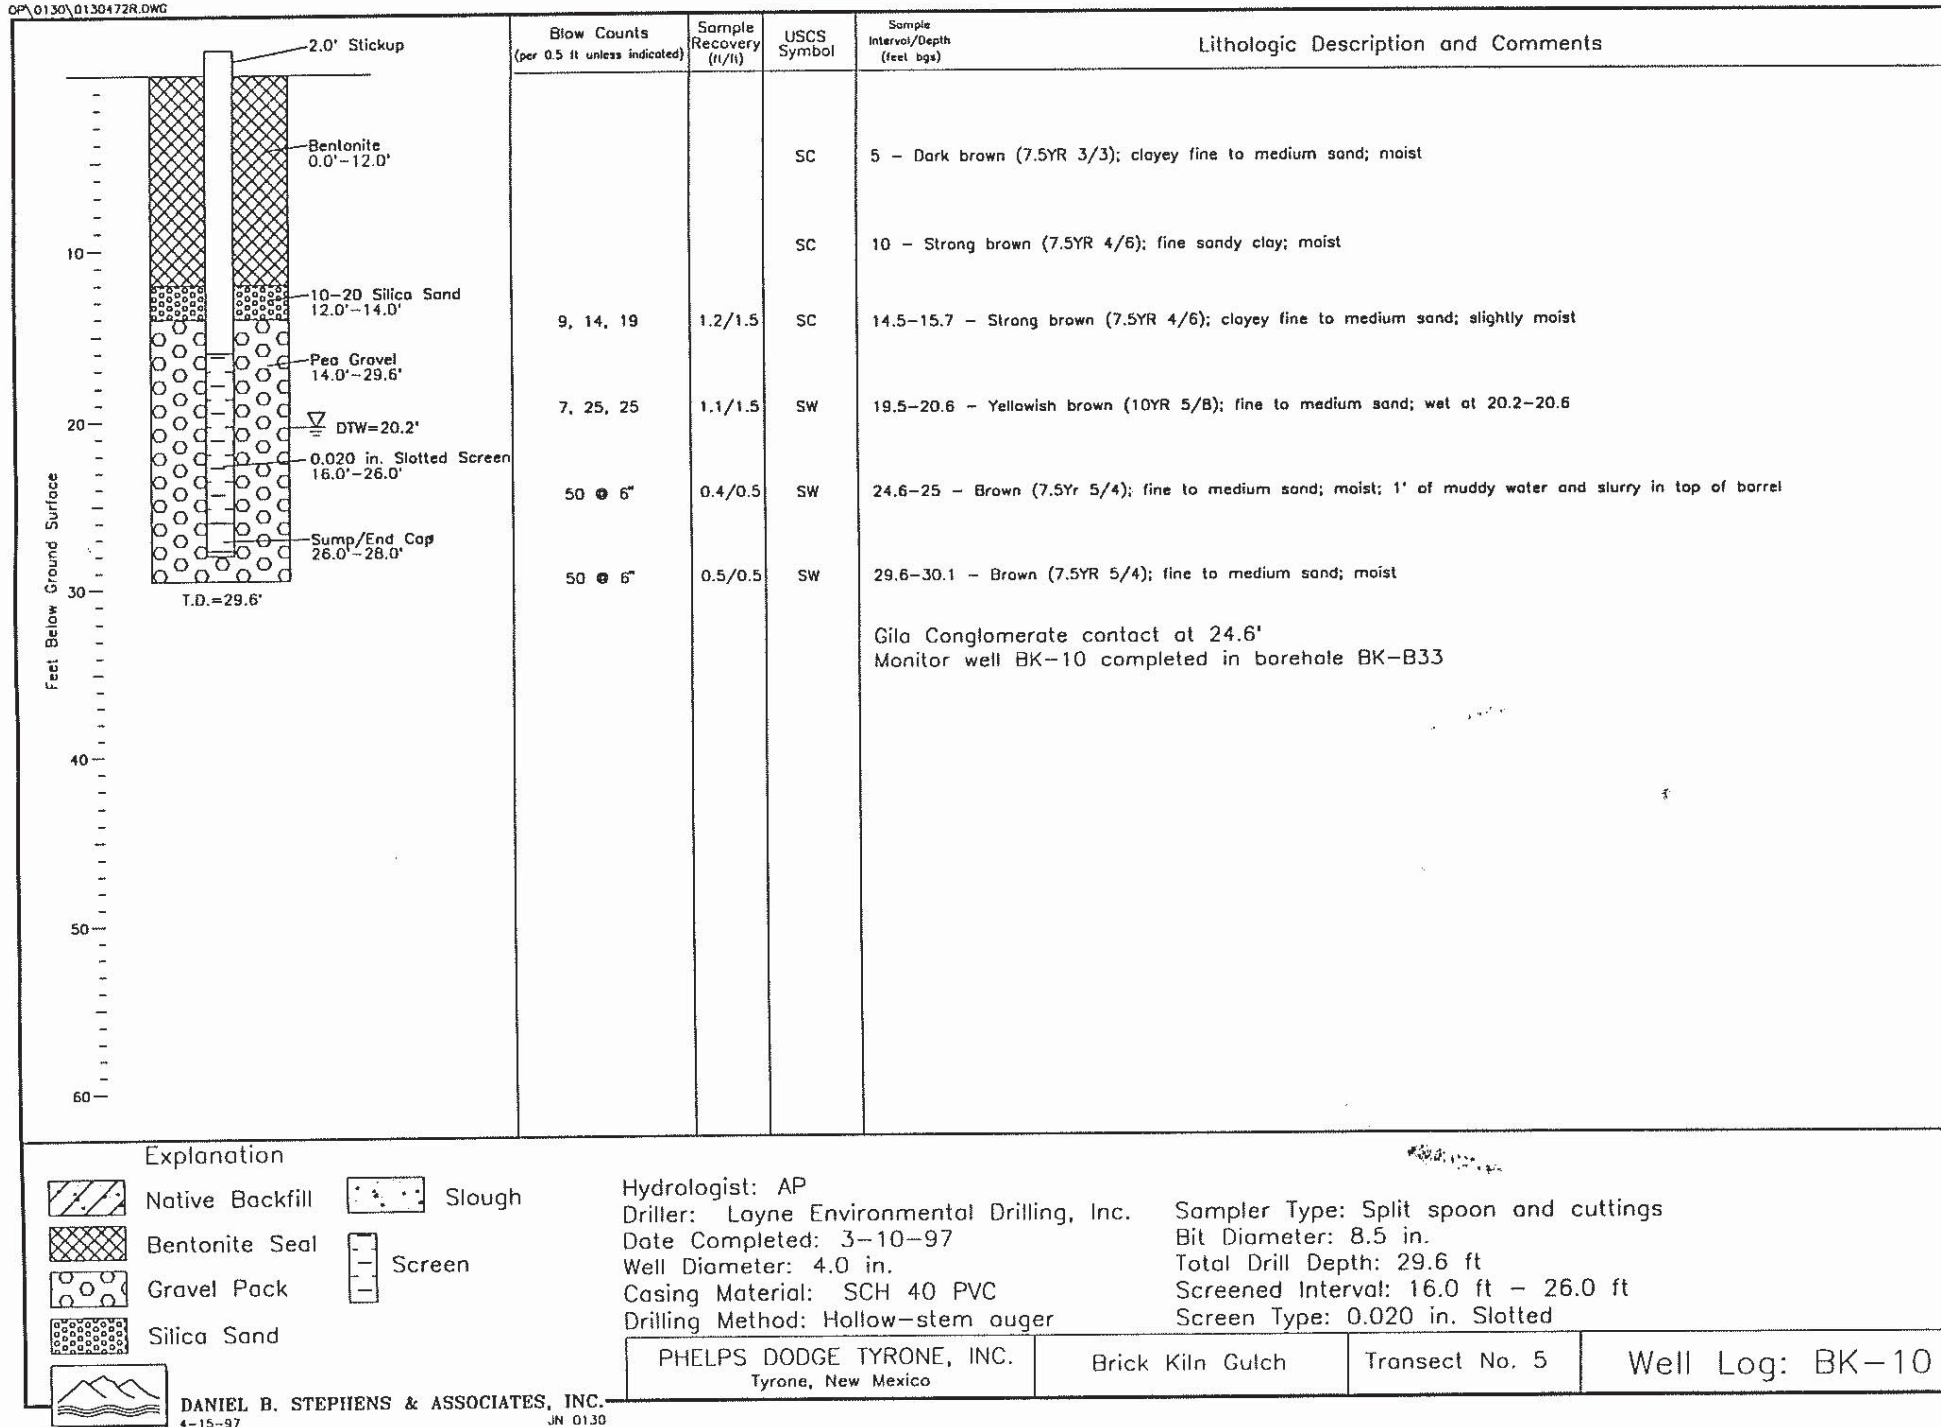 OP\0130\0130472R.DWG
Blow Counts
(per 0.5 ft unless indicated)
Sample
Recovery
(ft/ft)
USCS
Symbol
Sample
Interval/Depth
(feet bgs)
Lithologic Description and Comments
2.0' Stickup
Bentonite
0.0'-12.0'
SC 5 - Dark brown (7.5YR 3/3); clayey fine to medium sand; moist
10
SC 10 - Strong brown (7.5YR 4/6); fine sandy clay; moist
10-20 Silica Sand
12.0'-14.0'
9, 14, 19 1.2/1.5 SC 14.5-15.7 - Strong brown (7.5YR 4/6); clayey fine to medium sand; slightly moist
Pea Gravel
14.0'-29.6'
7, 25, 25 1.1/1.5 SW 19.5-20.6 - Yellowish brown (10YR 5/8); fine to medium sand; wet at 20.2-20.6
20
DTW=20.2'
0.020 in. Slotted Screen
16.0'-26.0'
50 @ 6" 0.4/0.5 SW 24.6-25 - Brown (7.5Yr 5/4); fine to medium sand; moist; 1' of muddy water and slurry in top of barrel
Sump/End Cap
26.0'-28.0'
50 @ 6" 0.5/0.5 SW 29.6-30.1 - Brown (7.5YR 5/4); fine to medium sand; moist
30
T.D.=29.6'
Gila Conglomerate contact at 24.6'
Monitor well BK-10 completed in borehole BK-B33
Feet Below Ground Surface
40
50
60
Explanation
Native Backfill
Slough
Bentonite Seal
Screen
Gravel Pack
Silica Sand
Hydrologist: AP
Driller: Layne Environmental Drilling, Inc.
Date Completed: 3-10-97
Well Diameter: 4.0 in.
Casing Material: SCH 40 PVC
Drilling Method: Hollow-stem auger
Sampler Type: Split spoon and cuttings
Bit Diameter: 8.5 in.
Total Drill Depth: 29.6 ft
Screened Interval: 16.0 ft - 26.0 ft
Screen Type: 0.020 in. Slotted
PHELPS DODGE TYRONE, INC.
Tyrone, New Mexico
Brick Kiln Gulch
Transect No. 5
Well Log: BK-10
DANIEL B. STEPHENS & ASSOCIATES, INC.
4-15-97 JN 0130